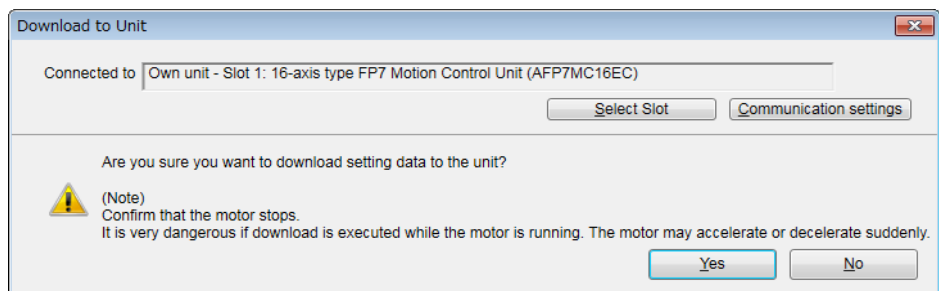 Download to Unit
Connected to Own unit - Slot 1: 16-axis type FP7 Motion Control Unit (AFP7MC16EC)
Select Slot Communication settings
Are you sure you want to download setting data to the unit?
(Note)
Confirm that the motor stops.
It is very dangerous if download is executed while the motor is running. The motor may accelerate or decelerate suddenly.
Yes No